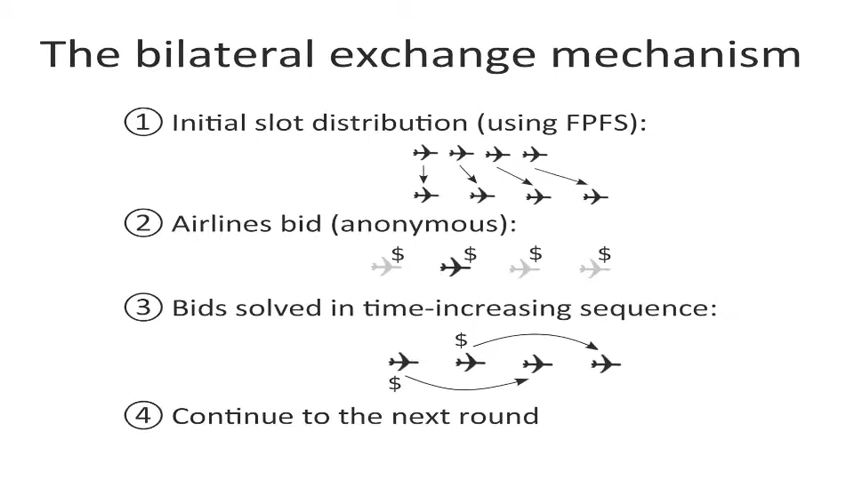 The bilateral exchange mechanism
1 Initial slot distribution (using FPFS):
2 Airlines bid (anonymous):
$ $ $ $
3 Bids solved in time-increasing sequence:
$
$
4 Continue to the next round